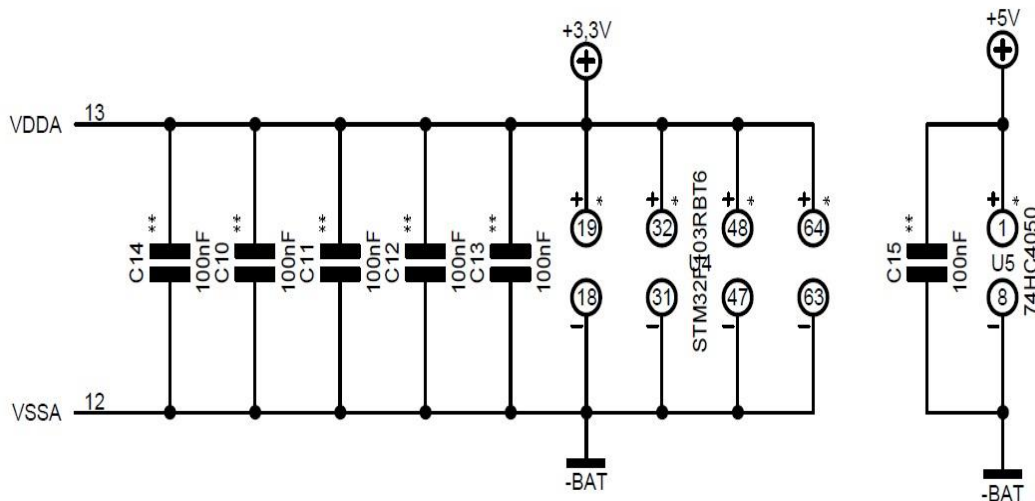 +3,3V
+5V
VDDA
13
C14
**
100nF
C10
**
100nF
C11
**
100nF
C12
**
100nF
C13
**
100nF
+
*
19
18
-
+
*
32
31
-
U4
STM32F103RBT6
+
*
48
47
-
+
*
64
63
-
C15
**
100nF
+
*
1
U5
8
-
74HC4050
VSSA
12
-BAT
-BAT